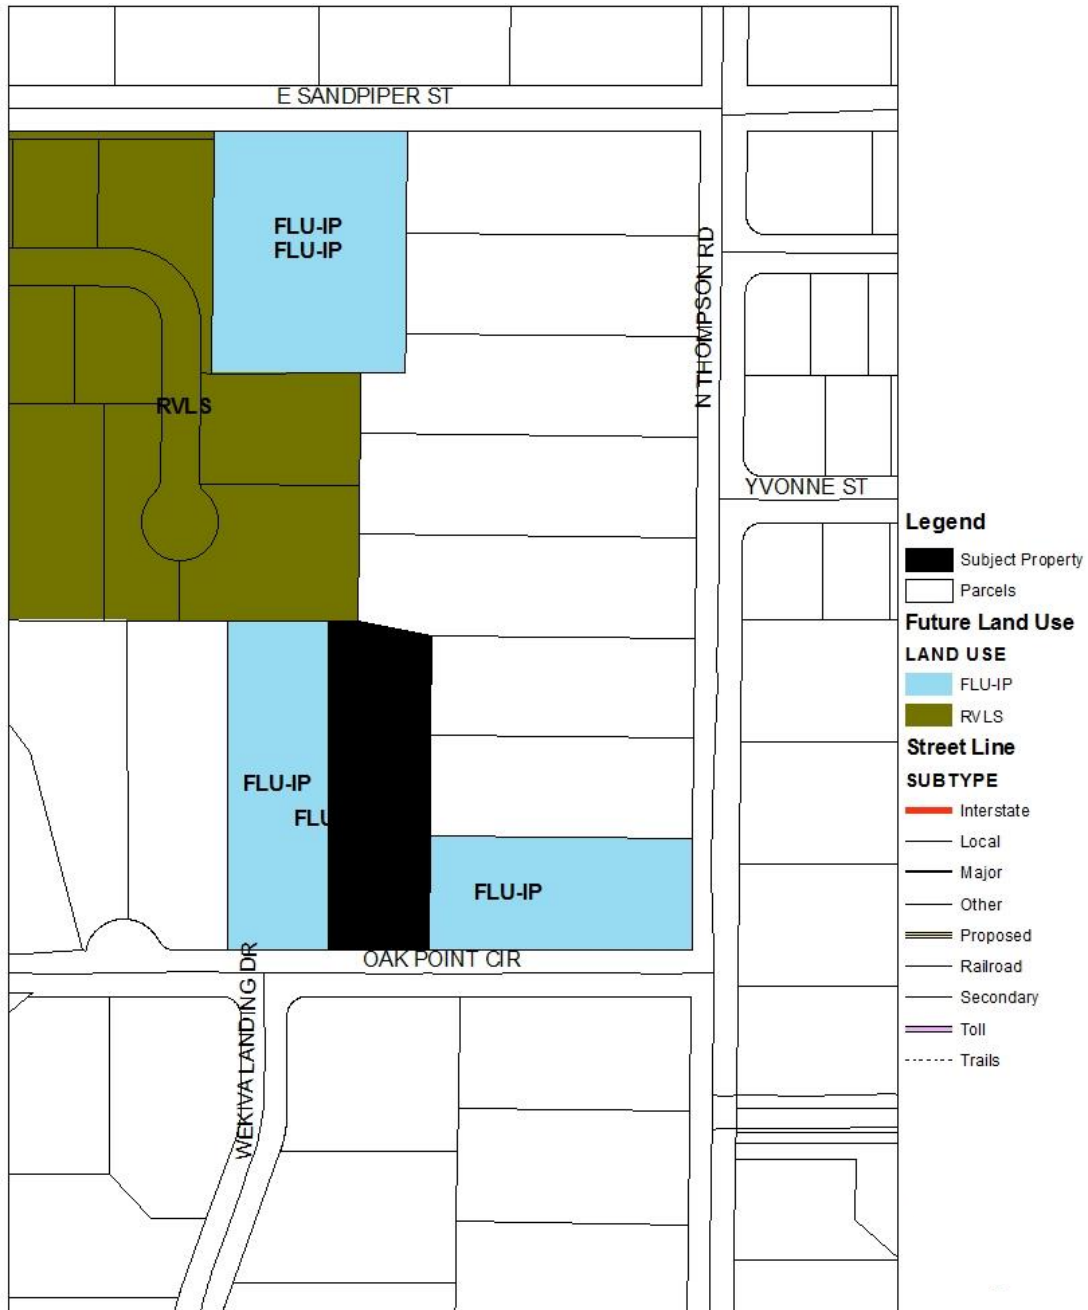 E SANDPIPER ST
FLU-IP
FLU-IP
N THOMPSON RD
RVLS
YVONNE ST
Legend
Subject Property
Parcels
Future Land Use
LAND USE
FLU-IP
RVLS
Street Line
SUBTYPE
Interstate
Local
Major
Other
Proposed
Railroad
Secondary
Toll
Trails
FLU-IP
FLU
FLU-IP
OAK POINT CIR
WEKIVA LANDING DR